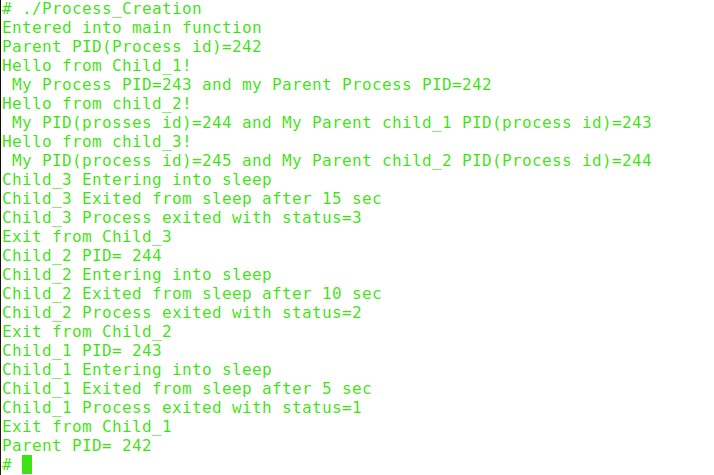 # ./Process_Creation
Entered into main function
Parent PID(Process id)=242
Hello from Child_1!
 My Process PID=243 and my Parent Process PID=242
Hello from child_2!
 My PID(prosses id)=244 and My Parent child_1 PID(process id)=243
Hello from child_3!
 My PID(process id)=245 and My Parent child_2 PID(Process id)=244
Child_3 Entering into sleep
Child_3 Exited from sleep after 15 sec
Child_3 Process exited with status=3
Exit from Child_3
Child_2 PID= 244
Child_2 Entering into sleep
Child_2 Exited from sleep after 10 sec
Child_2 Process exited with status=2
Exit from Child_2
Child_1 PID= 243
Child_1 Entering into sleep
Child_1 Exited from sleep after 5 sec
Child_1 Process exited with status=1
Exit from Child_1
Parent PID= 242
#